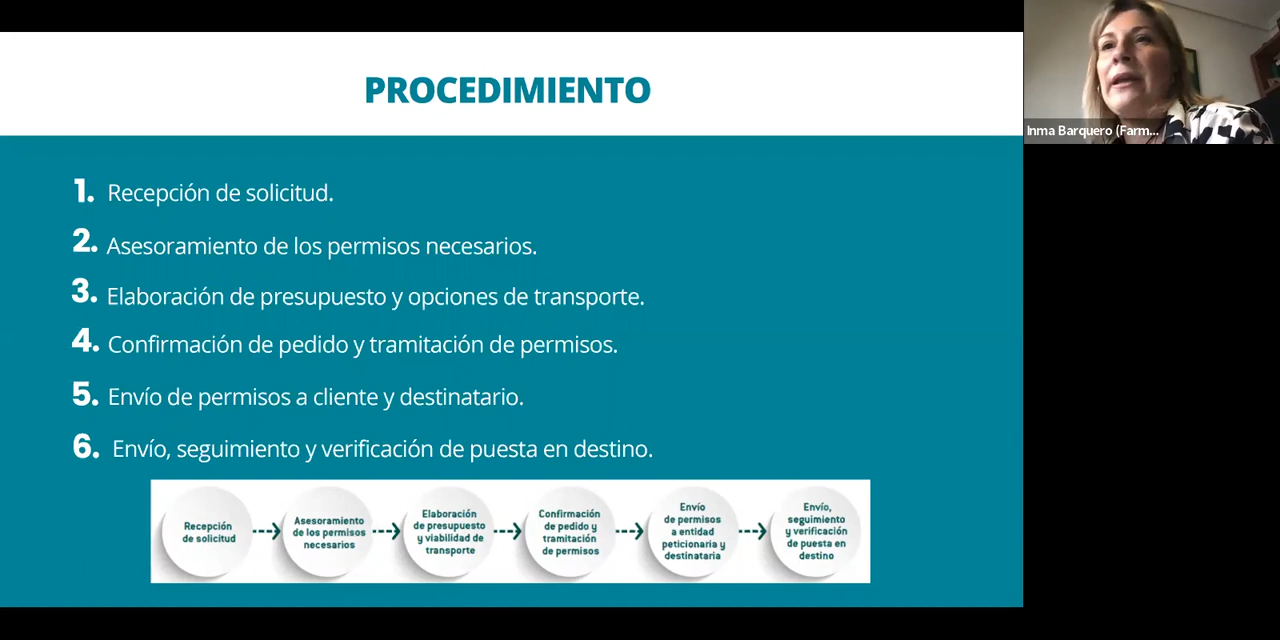 PROCEDIMIENTO
Inma Barquero (Farm...
1. Recepción de solicitud.
2. Asesoramiento de los permisos necesarios.
3. Elaboración de presupuesto y opciones de transporte.
4. Confirmación de pedido y tramitación de permisos.
5. Envío de permisos a cliente y destinatario.
6. Envío, seguimiento y verificación de puesta en destino.
Recepción
de solicitud
Asesoramiento
de los permisos
necesarios
Elaboración
de presupuesto
y viabilidad de
transporte
Confirmación
de pedido y
tramitación
de permisos
Envío
de permisos
a entidad
peticionaria y
destinataria
Envío,
seguimiento
y verificación
de puesta en
destino